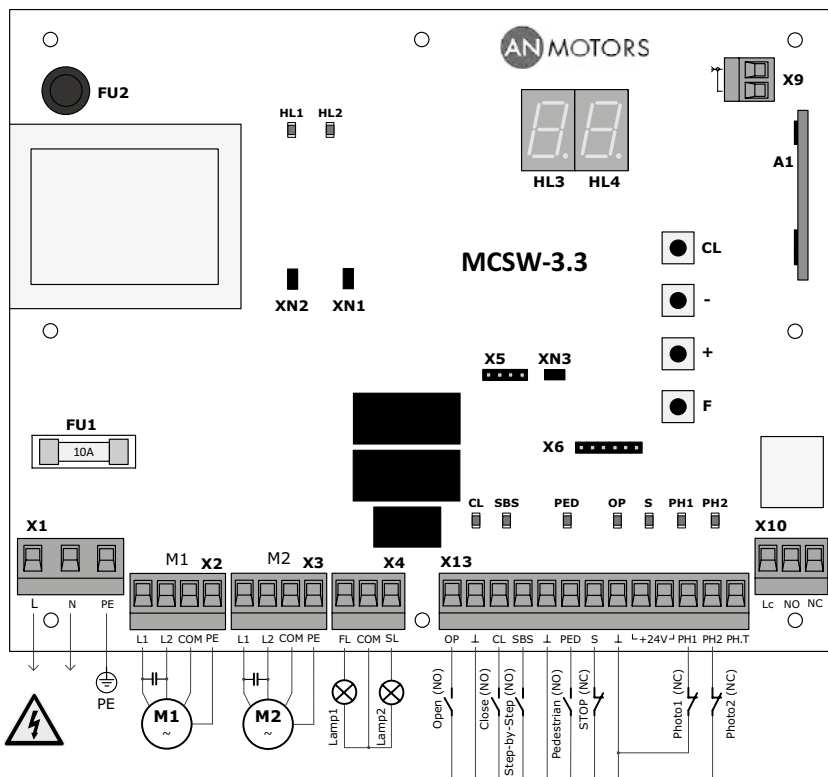 AN MOTORS
FU2
X9
HL1 HL2
A1
HL3 HL4
MCSW-3.3
CL
-
+
F
XN2 XN1
X5 XN3
FU1
10A
X6
CL SBS PED OP S PH1 PH2
X1
M1 X2 M2 X3 X4 X13 X10
L N PE
L1 L2 COM PE L1 L2 COM PE FL COM SL OP ⊥ CL SBS ⊥ PED S ⊥ +24V PH1 PH2 PH.T
Lc NO NC
PE
M1
~
M2
~
Lamp1
Lamp2
Open (NO)
Close (NO)
Step-by-Step (NO)
Pedestrian (NO)
STOP (NC)
Photo1 (NC)
Photo2 (NC)